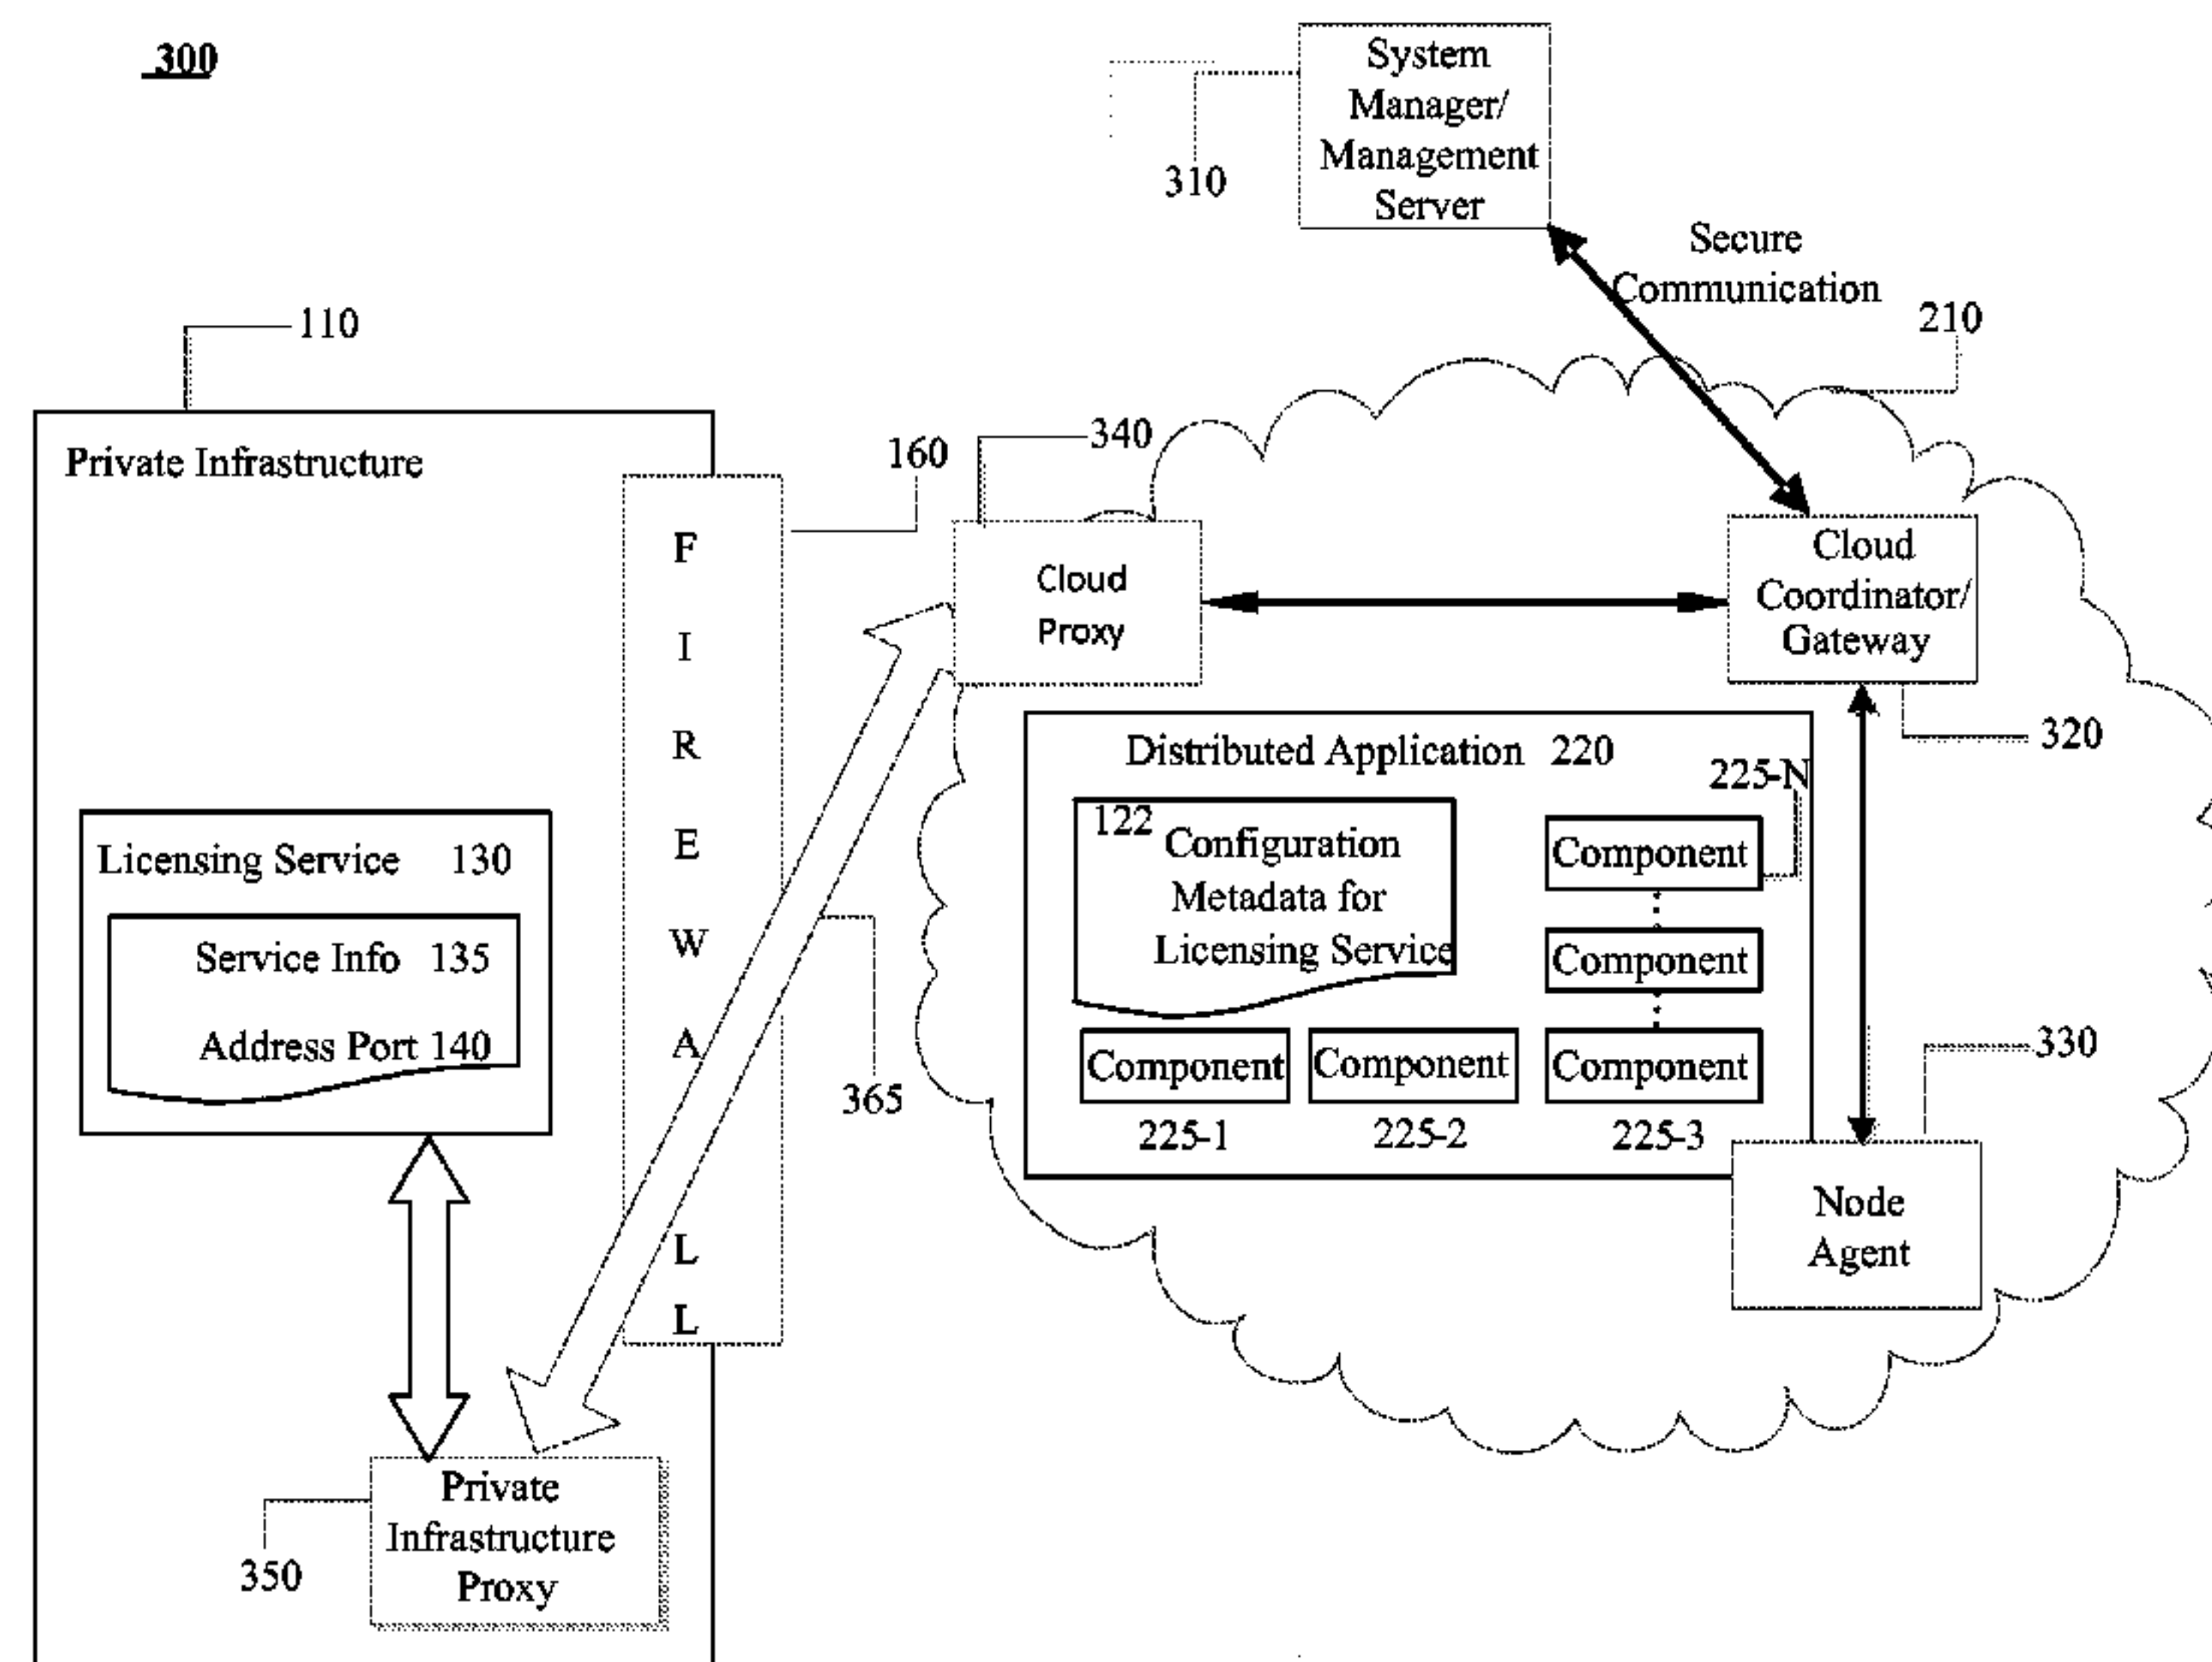 300
System
Manager/
Management
Server
310
Secure
Communication
210
110
Private Infrastructure
160
340
F
I
R
E
W
A
L
L
Cloud
Proxy
Cloud
Coordinator/
Gateway
320
Distributed Application 220
225-N
122
Configuration
Metadata for
Licensing Service
Component
Component
Component
Component
Component
225-1
225-2
225-3
330
Node
Agent
Licensing Service 130
Service Info 135
Address Port 140
365
Private
Infrastructure
Proxy
350